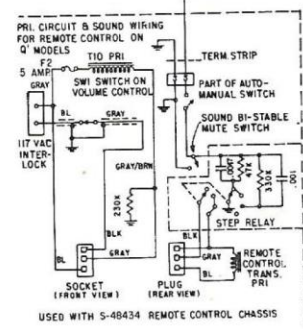 PRI. CIRCUIT & SOUND WIRING
FOR REMOTE CONTROL ON
Q' MODELS
F2
5 AMP
T10 PRI
GRAY
SW1 SWITCH ON
VOLUME CONTROL
TERM STRIP
PART OF AUTO-
MANUAL SWITCH
SOUND BI-STABLE
MUTE SWITCH
BL
GRAY
117 VAC
INTER-
LOCK
GRAY/BRN
230K
.0047
47K
330K
.001
STEP RELAY
BLK
GRAY
BL
BLK
GRAY
BL
REMOTE
CONTROL
TRANS.
PRI
SOCKET
(FRONT VIEW)
PLUG
(REAR VIEW)
USED WITH S-48434 REMOTE CONTROL CHASSIS